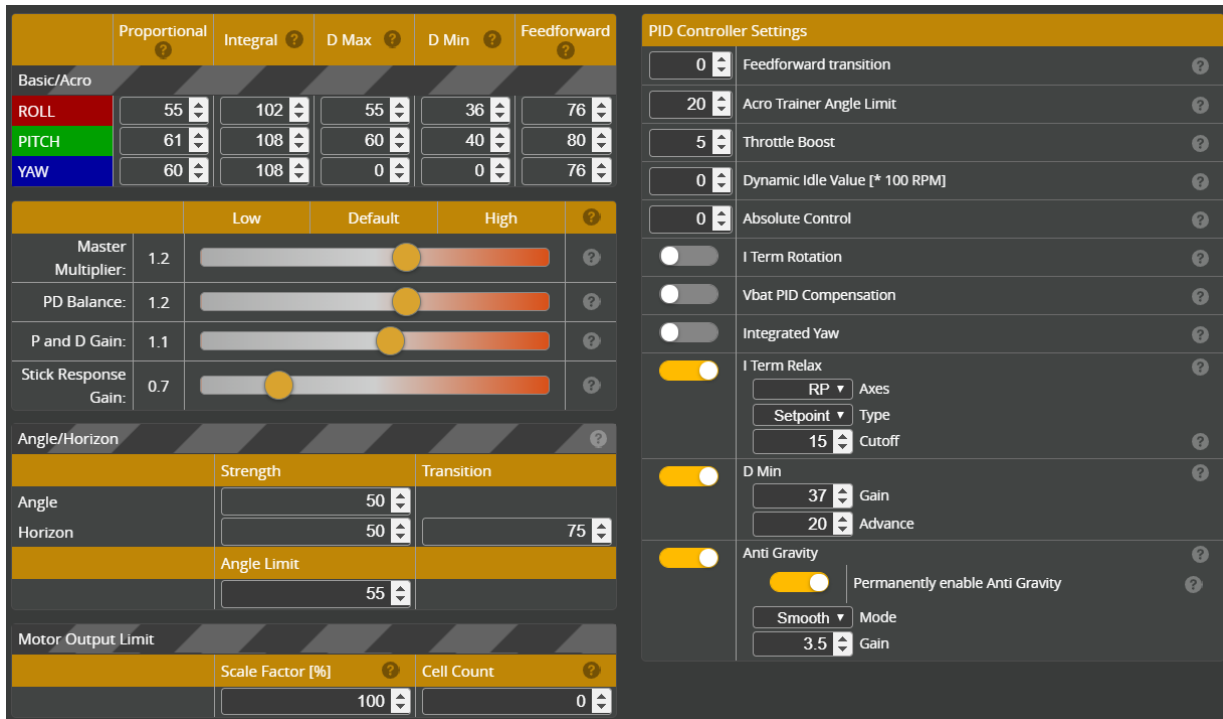 Proportional Integral D Max D Min Feedforward
Basic/Acro
ROLL 55 102 55 36 76
PITCH 61 108 60 40 80
YAW 60 108 0 0 76
Low Default High
Master Multiplier: 1.2
PD Balance: 1.2
P and D Gain: 1.1
Stick Response Gain: 0.7
Angle/Horizon
Strength Transition
Angle 50
Horizon 50 75
Angle Limit
55
Motor Output Limit
Scale Factor [%] Cell Count
100 0
PID Controller Settings
0 Feedforward transition
20 Acro Trainer Angle Limit
5 Throttle Boost
0 Dynamic Idle Value [* 100 RPM]
0 Absolute Control
I Term Rotation
Vbat PID Compensation
Integrated Yaw
I Term Relax
RP Axes
Setpoint Type
15 Cutoff
D Min
37 Gain
20 Advance
Anti Gravity
Permanently enable Anti Gravity
Smooth Mode
3.5 Gain